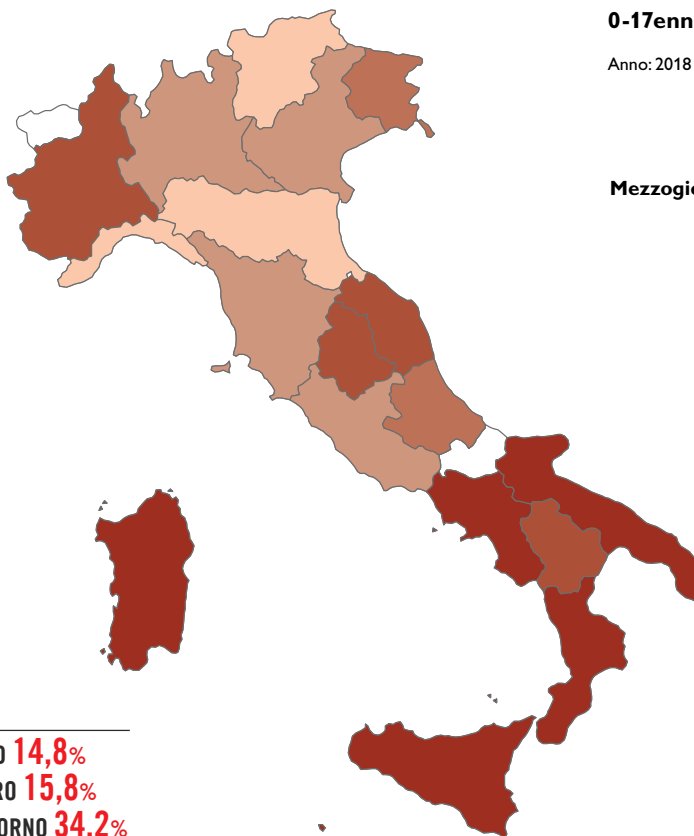 0-17enn
Anno: 2018
Mezzogio
O 14,8%
RO 15,8%
ORNO 34,2%